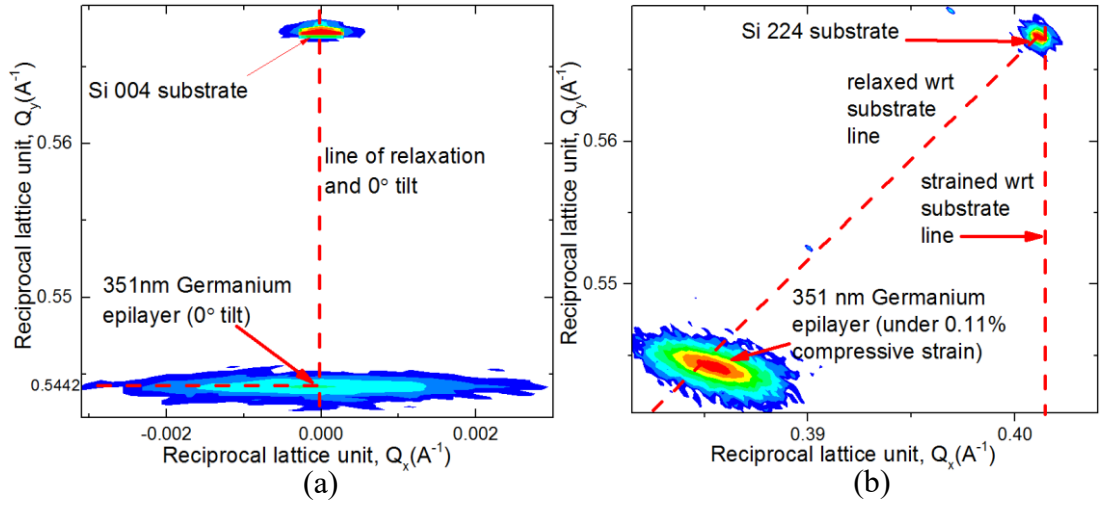 Reciprocal lattice unit, Qy(A-1)
0.56
0.55
0.5442
Si 004 substrate
line of relaxation
and 0° tilt
351nm Germanium
epilayer (0° tilt)
-0.002
0.000
0.002
Reciprocal lattice unit, Qx(A-1)
(a)
Reciprocal lattice unit, Qy(A-1)
0.56
0.55
Si 224 substrate
relaxed wrt
substrate
line
strained wrt
substrate
line
351 nm Germanium
epilayer (under 0.11%
compressive strain)
0.39
0.40
Reciprocal lattice unit, Qx(A-1)
(b)